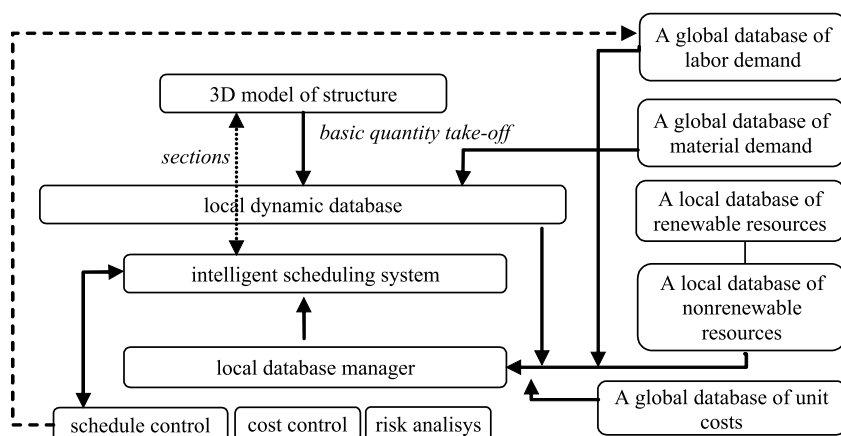 A global database of
labor demand
3D model of structure
basic quantity take-off
sections
A global database of
material demand
local dynamic database
A local database of
renewable resources
intelligent scheduling system
A local database of
nonrenewable
resources
local database manager
A global database of unit
costs
schedule control
cost control
risk analisys